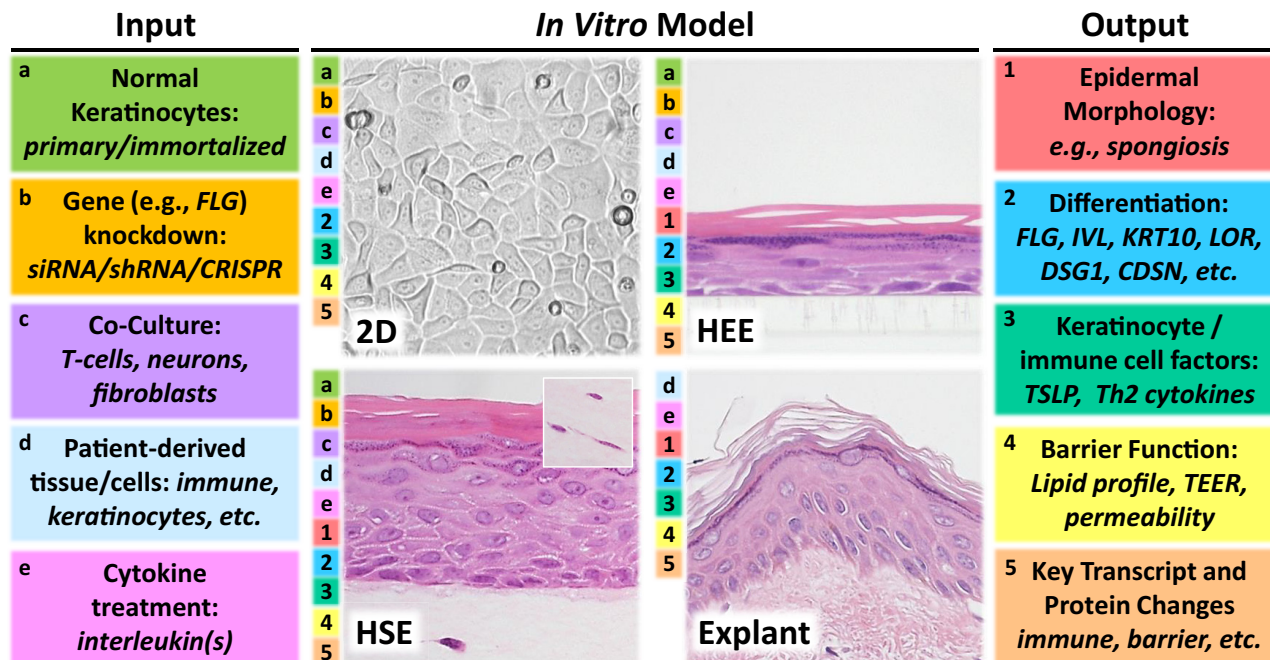 Input
a
Normal
Keratinocytes:
primary/immortalized
b
Gene (e.g., FLG)
knockdown:
siRNA/shRNA/CRISPR
c
Co-Culture:
T-cells, neurons,
fibroblasts
d
Patient-derived
tissue/cells: immune,
keratinocytes, etc.
e
Cytokine
treatment:
interleukin(s)
In Vitro Model
a
b
c
d
e
2
3
4
5
2D
a
b
c
d
e
1
2
3
4
5
HEE
a
b
c
d
e
1
2
3
4
5
HSE
d
e
1
2
3
4
5
Explant
Output
1
Epidermal
Morphology:
e.g., spongiosis
2
Differentiation:
FLG, IVL, KRT10, LOR,
DSG1, CDSN, etc.
3
Keratinocyte /
immune cell factors:
TSLP, Th2 cytokines
4
Barrier Function:
Lipid profile, TEER,
permeability
5
Key Transcript and
Protein Changes
immune, barrier, etc.